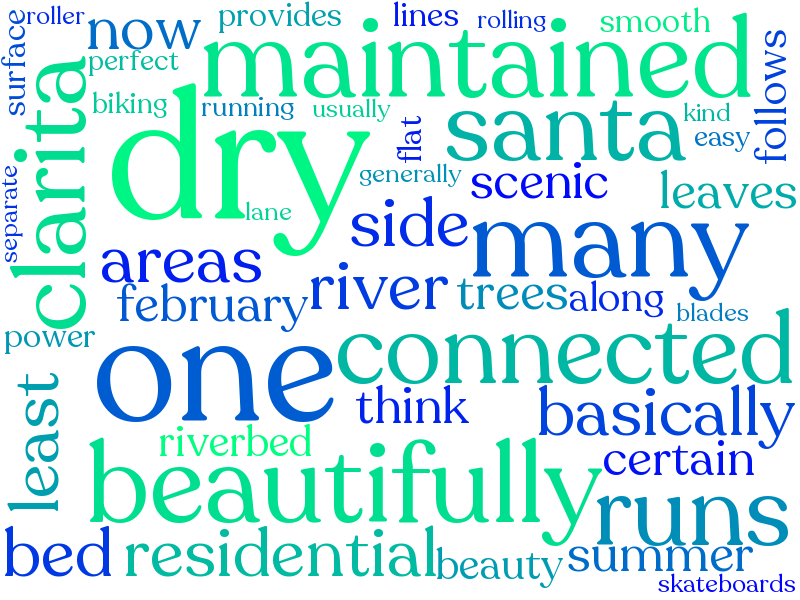 roller
now
provides
lines
rolling
smooth
surface
perfect
maintained
follows
clarita
biking
running
usually
santa
kind
easy
dry
flat
generally
scenic
leaves
separate
lane
side
many
areas
february
river
trees
along
blades
power
one
connected
least
think
basically
riverbed
beautifully
certain
runs
bed
residential
beauty
summer
skateboards